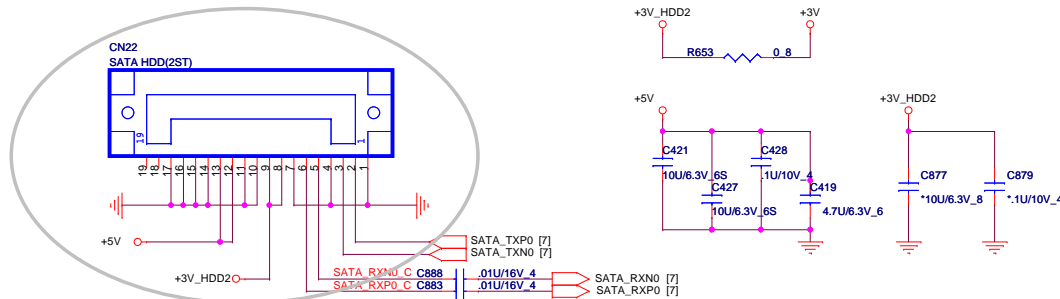 +3V_HDD2 +3V
CN22
SATA HDD(2ST)
R653 0_8
19 1
+5V +3V_HDD2
C421 C428
10U/6.3V_6S .1U/10V_4
C427 C419
10U/6.3V_6S 4.7U/6.3V_6
C877 C879
*10U/6.3V_8 *.1U/10V_4
19 18 17 16 15 14 13 12 11 10 9 8 7 6 5 4 3 2 1
+5V
SATA_TXP0 [7]
SATA_TXN0 [7]
+3V_HDD2
SATA_RXN0_C C888 .01U/16V_4 SATA_RXN0 [7]
SATA_RXP0_C C883 .01U/16V_4 SATA_RXP0 [7]